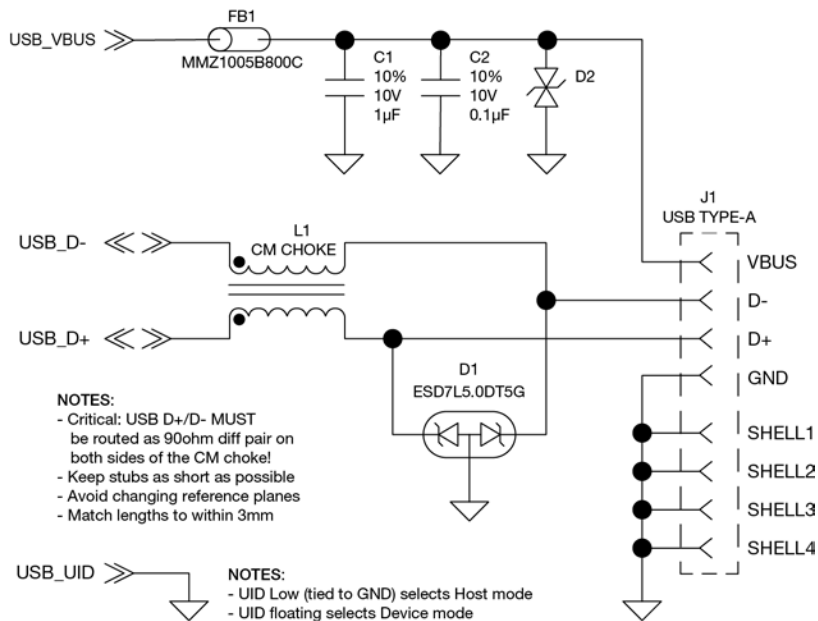 FB1
USB_VBUS
MMZ1005B800C
C1
10%
10V
1µF
C2
10%
10V
0.1µF
D2
J1
USB TYPE-A
L1
CM CHOKE
USB_D-
USB_D+
VBUS
D-
D+
GND
SHELL1
SHELL2
SHELL3
SHELL4
D1
ESD7L5.0DT5G
NOTES:
- Critical: USB D+/D- MUST
be routed as 90ohm diff pair on
both sides of the CM choke!
- Keep stubs as short as possible
- Avoid changing reference planes
- Match lengths to within 3mm
USB_UID
NOTES:
- UID Low (tied to GND) selects Host mode
- UID floating selects Device mode